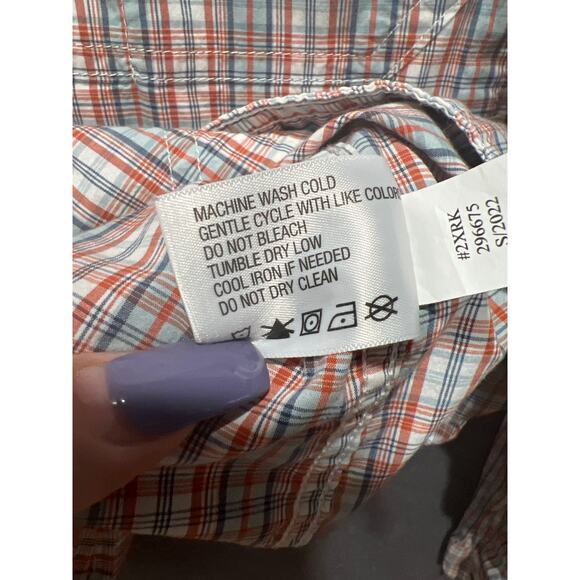 MACHINE WASH COLD
GENTLE CYCLE WITH LIKE COLOR
DO NOT BLEACH
TUMBLE DRY LOW
COOL IRON IF NEEDED
DO NOT DRY CLEAN
#2XRK
296675
S/2022